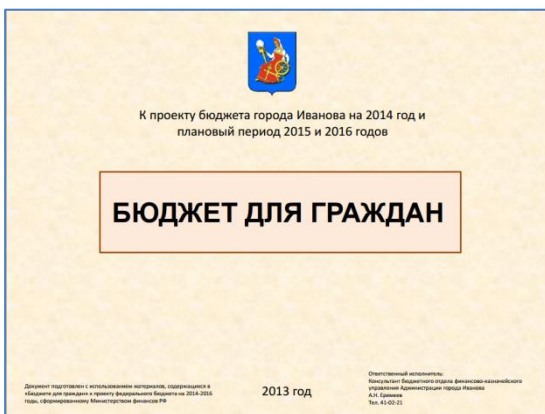 К проекту бюджета города Иванова на 2014 год и
плановый период 2015 и 2016 годов
БЮДЖЕТ ДЛЯ ГРАЖДАН
Документ подготовлен с использованием материалов, содержащихся в
«Бюджете для граждан» к проекту федерального бюджета на 2014-2016
годы, сформированному Министерством финансов РФ
2013 год
Ответственный исполнитель:
Консультант бюджетного отдела финансово-казначейского
управления Администрации города Иванова
А.Н. Еремеев
Тел. 41-02-21